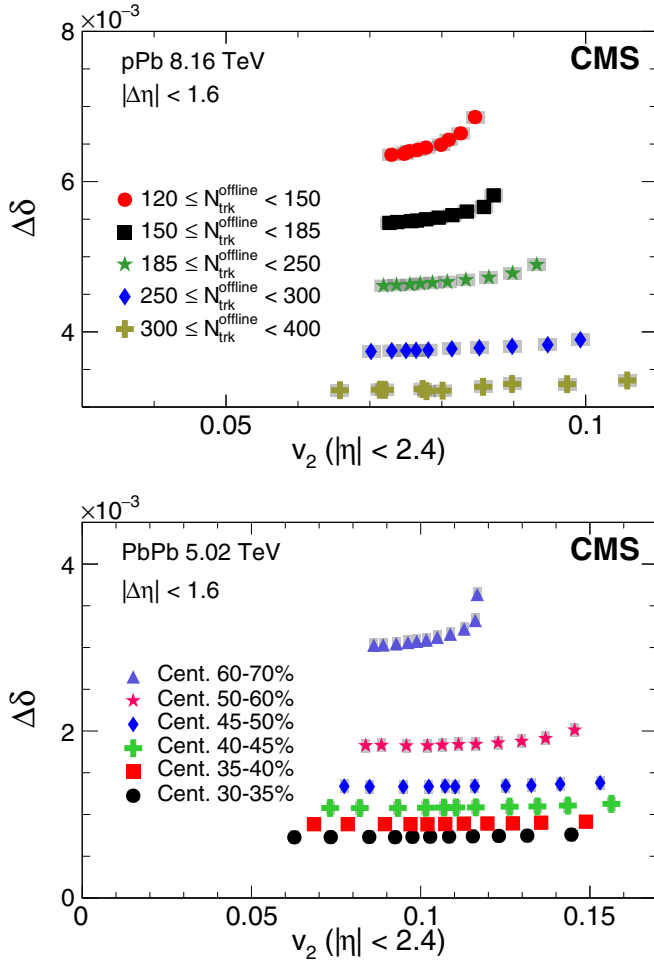 ×10⁻³
8
pPb 8.16 TeV
CMS
|Δη| < 1.6
6
Δδ
120 ≤ N_trk^offline < 150
150 ≤ N_trk^offline < 185
185 ≤ N_trk^offline < 250
250 ≤ N_trk^offline < 300
300 ≤ N_trk^offline < 400
4
0.05
0.1
v₂ (|η| < 2.4)
×10⁻³
PbPb 5.02 TeV
CMS
4
|Δη| < 1.6
Δδ
Cent. 60-70%
Cent. 50-60%
Cent. 45-50%
Cent. 40-45%
Cent. 35-40%
Cent. 30-35%
2
0
0
0.05
0.1
0.15
v₂ (|η| < 2.4)